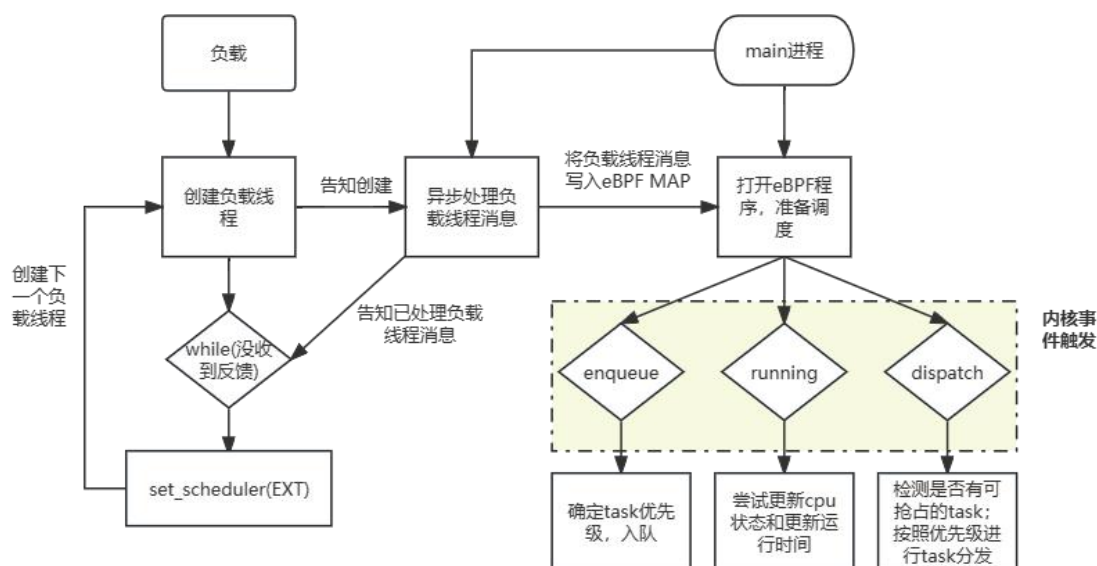 负载
main进程
创建负载线
程
告知创建
异步处理负
载线程消息
将负载线程消息
写入eBPF MAP
打开eBPF程
序，准备调
度
创建下
一个负
载线程
while(没收
到反馈)
告知已处理负载
线程消息
内核事
件触发
enqueue
running
dispatch
set_scheduler(EXT)
确定task优先
级，入队
尝试更新cpu
状态和更新运
行时间
检测是否有可
抢占的task；
按照优先级进
行task分发